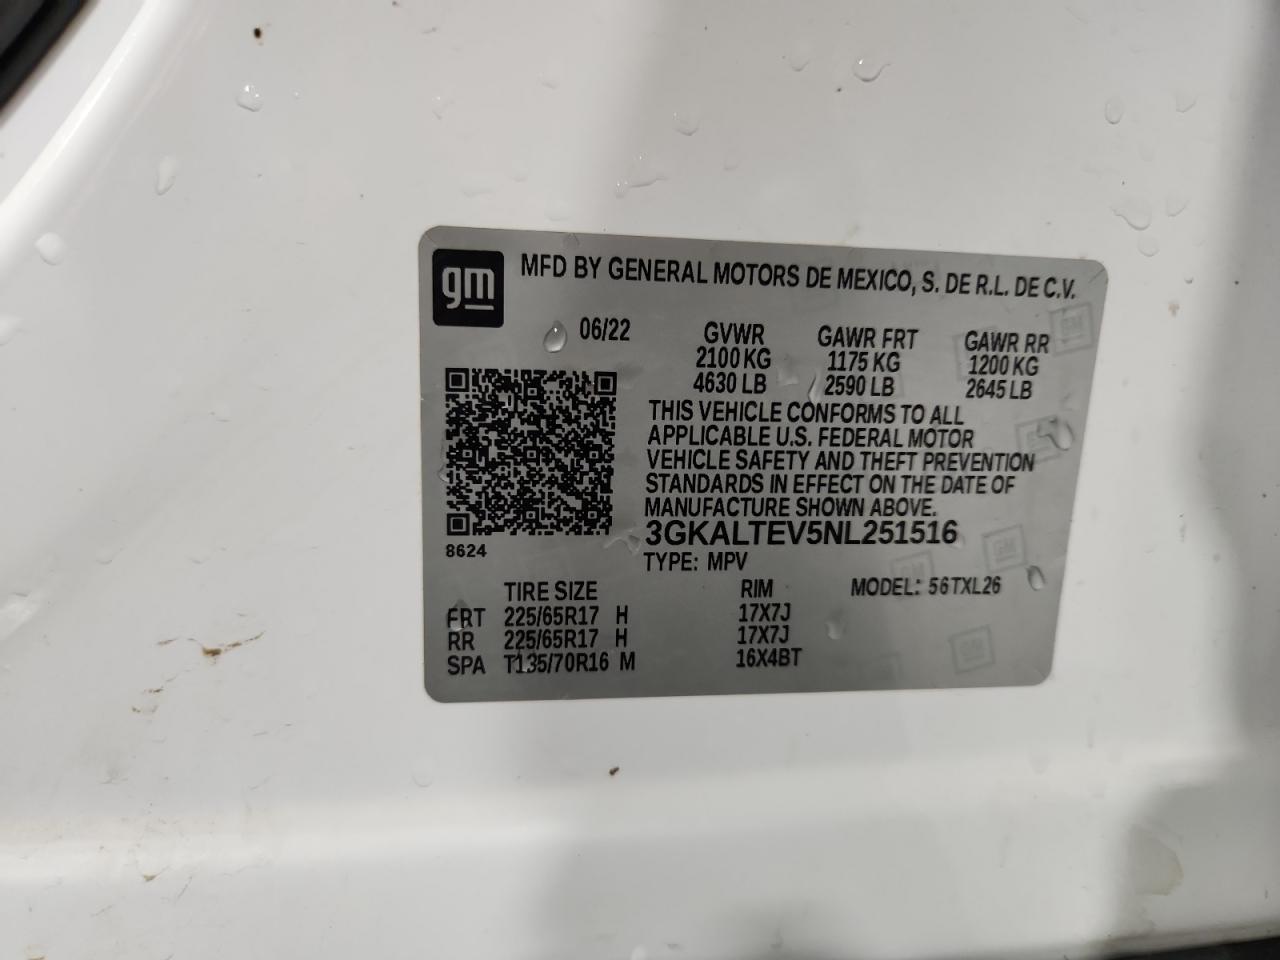 gm
MFD BY GENERAL MOTORS DE MEXICO, S. DE R.L. DE C.V.
06/22 GVWR GAWR FRT GAWR RR
2100 KG 1175 KG 1200 KG
4630 LB 2590 LB 2645 LB
THIS VEHICLE CONFORMS TO ALL
APPLICABLE U.S. FEDERAL MOTOR
VEHICLE SAFETY AND THEFT PREVENTION
STANDARDS IN EFFECT ON THE DATE OF
MANUFACTURE SHOWN ABOVE.
3GKALTEV5NL251516
8624
TYPE: MPV
TIRE SIZE RIM MODEL: 56TXL26
FRT 225/65R17 H 17X7J
RR 225/65R17 H 17X7J
SPA T135/70R16 M 16X4BT
GM
GM
GM